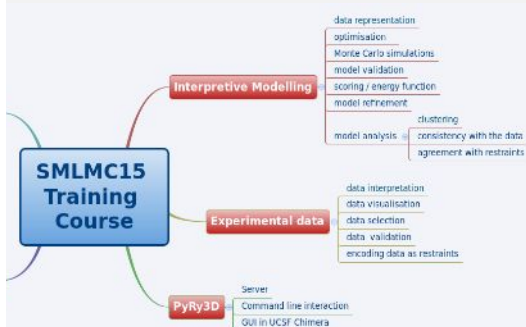 SMLMC15
Training
Course
Interpretive Modelling
data representation
optimisation
Monte Carlo simulations
model validation
scoring / energy function
model refinement
model analysis
clustering
consistency with the data
agreement with restraints
Experimental data
data interpretation
data visualisation
data selection
data validation
encoding data as restraints
PyRy3D
Server
Command line interaction
GUI in UCSF Chimera